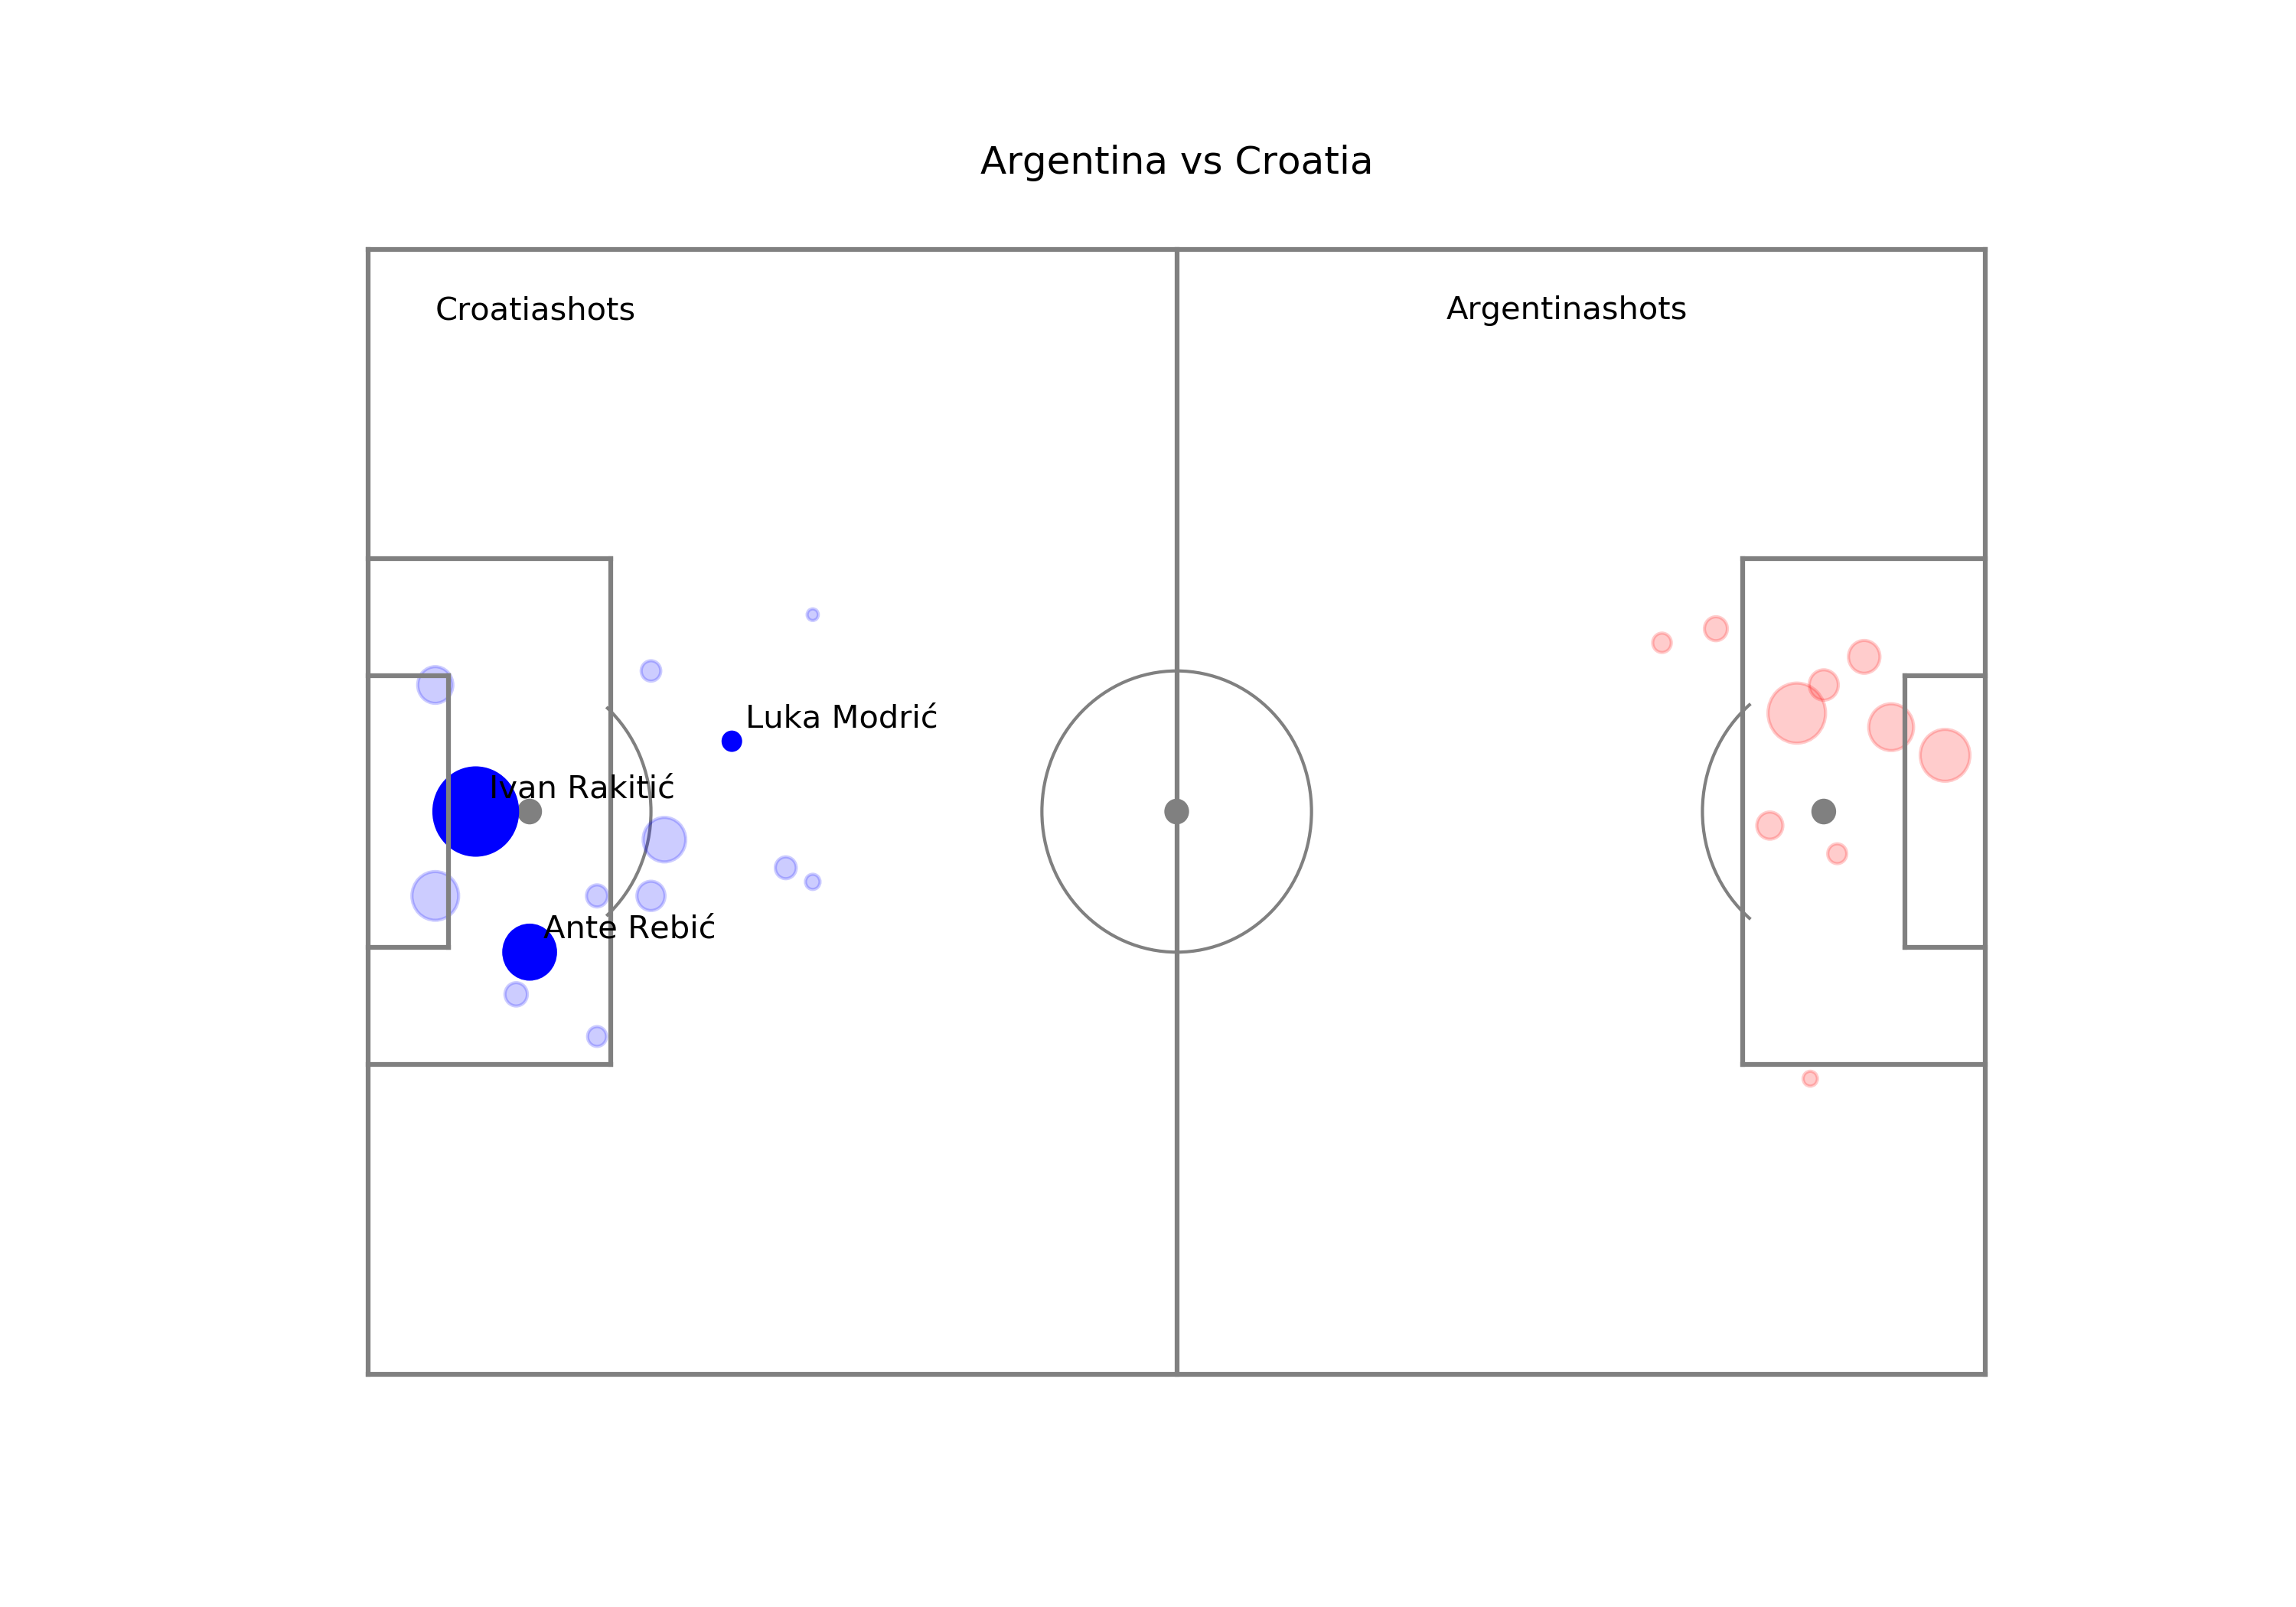 Argentina vs Croatia
Croatiashots
Argentinashots
Luka Modrić
Ivan Rakitić
Ante Rebić